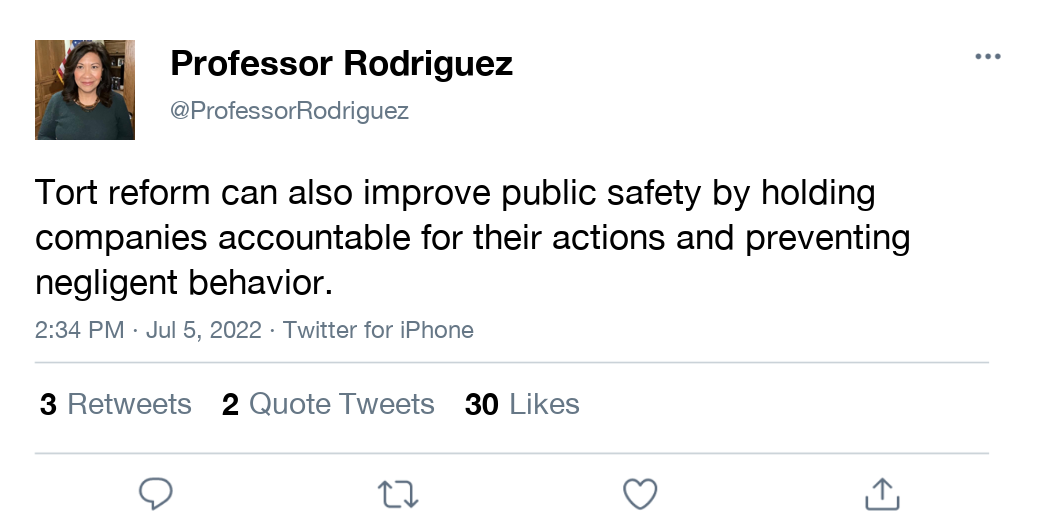 Professor Rodriguez
@ProfessorRodriguez
Tort reform can also improve public safety by holding
companies accountable for their actions and preventing
negligent behavior.
2:34 PM · Jul 5, 2022 · Twitter for iPhone
3 Retweets 2 Quote Tweets 30 Likes